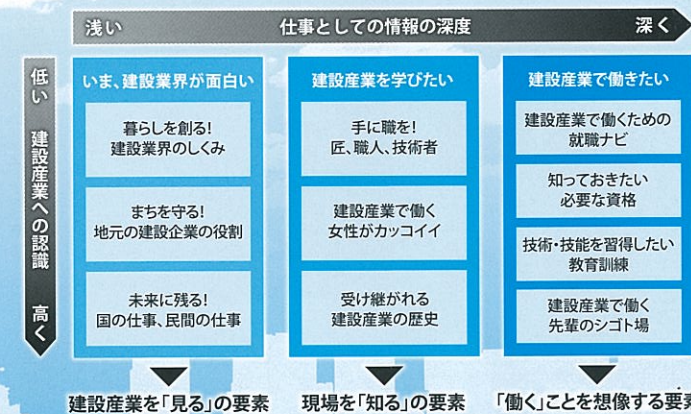 浅い 仕事としての情報の深度 深く
低い 建設産業への認識 高く
いま、建設業界が面白い
暮らしを創る!
建設業界のしくみ
まちを守る!
地元の建設企業の役割
未来に残る!
国の仕事、民間の仕事
建設産業を「見る」の要素
建設産業を学びたい
手に職を!
匠、職人、技術者
建設産業で働く
女性がカッコイイ
受け継がれる
建設産業の歴史
現場を「知る」の要素
建設産業で働きたい
建設産業で働くための
就職ナビ
知っておきたい
必要な資格
技術・技能を習得したい
教育訓練
建設産業で働く
先輩のシゴト場
「働く」ことを想像する要素